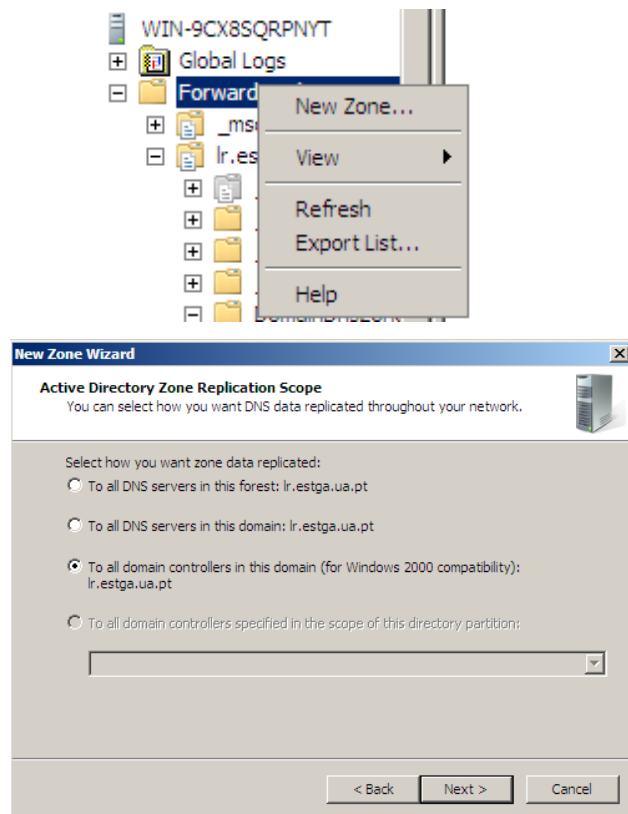 WIN-9CX8SQRPNYT
Global Logs
Forward
New Zone...
View
lr.es
Refresh
Export List...
Help
New Zone Wizard
Active Directory Zone Replication Scope
You can select how you want DNS data replicated throughout your network.
Select how you want zone data replicated:
To all DNS servers in this forest: lr.estga.ua.pt
To all DNS servers in this domain: lr.estga.ua.pt
To all domain controllers in this domain (for Windows 2000 compatibility):
lr.estga.ua.pt
To all domain controllers specified in the scope of this directory partition:
< Back
Next >
Cancel